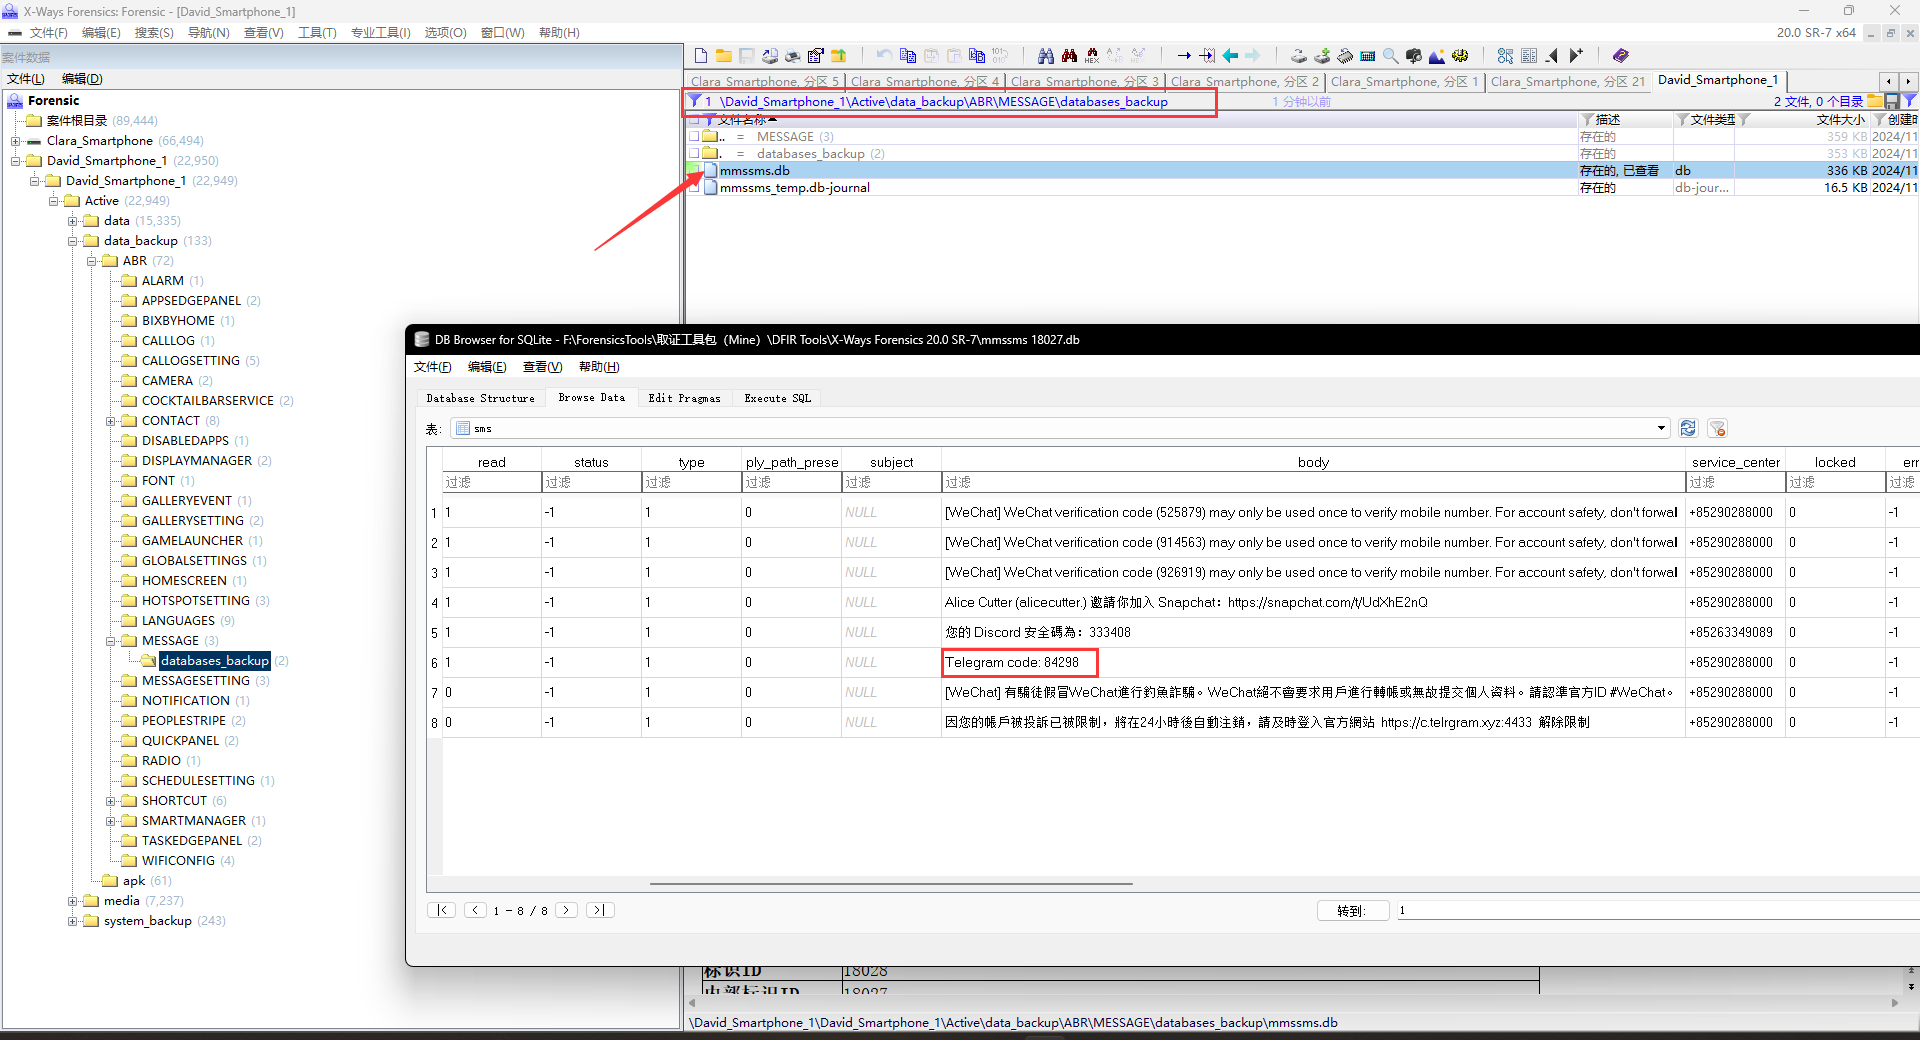 X-Ways Forensics: Forensic - [David_Smartphone_1]
文件(F) 编辑(E) 搜索(S) 导航(N) 查看(V) 工具(T) 专业工具(I) 选项(O) 窗口(W) 帮助(H)
20.0 SR-7 x64
案件数据
文件(L) 编辑(D)
Forensic
案件根目录 (89,444)
Clara_Smartphone (66,494)
David_Smartphone_1 (22,950)
David_Smartphone_1 (22,949)
Active (22,949)
data (15,335)
data_backup (133)
ABR (72)
ALARM (1)
APPSEDGEPANEL (2)
BIXBYHOME (1)
CALLLOG (1)
CALLOGSETTING (5)
CAMERA (2)
COCKTAILBARSERVICE (2)
CONTACT (8)
DISABLEDAPPS (1)
DISPLAYMANAGER (2)
FONT (1)
GALLERYEVENT (1)
GALLERYSETTING (2)
GAMELAUNCHER (1)
GLOBALSETTINGS (1)
HOMESCREEN (1)
HOTSPOTSETTING (3)
LANGUAGES (9)
MESSAGE (3)
databases_backup (2)
MESSAGESETTING (3)
NOTIFICATION (1)
PEOPLESTRIPE (2)
QUICKPANEL (2)
RADIO (1)
SCHEDULESETTING (1)
SHORTCUT (6)
SMARTMANAGER (1)
TASKEDGEPANEL (2)
WIFICONFIG (4)
apk (61)
media (7,237)
system_backup (243)
Clara_Smartphone, 分区 5 Clara_Smartphone, 分区 4 Clara_Smartphone, 分区 3 Clara_Smartphone, 分区 2 Clara_Smartphone, 分区 1 Clara_Smartphone, 分区 21 David_Smartphone_1
1 \David_Smartphone_1\Active\data_backup\ABR\MESSAGE\databases_backup 1 分钟以前 2 文件, 0 个目录
文件名称 描述 文件类型 文件大小 创建时
.. = MESSAGE (3) 存在的 359 KB 2024/11
. = databases_backup (2) 存在的 353 KB 2024/11
mmssms.db 存在的, 已查看 db 336 KB 2024/11
mmssms_temp.db-journal 存在的 db-jour... 16.5 KB 2024/11
DB Browser for SQLite - F:\ForensicsTools\取证工具包（Mine）\DFIR Tools\X-Ways Forensics 20.0 SR-7\mmssms 18027.db
文件(F) 编辑(E) 查看(V) 帮助(H)
Database Structure Browse Data Edit Pragmas Execute SQL
表: sms
read status type ply_path_prese subject body service_center locked err
过滤 过滤 过滤 过滤 过滤 过滤 过滤 过滤 过滤
1 1 -1 1 0 NULL [WeChat] WeChat verification code (525879) may only be used once to verify mobile number. For account safety, don't forwal +85290288000 0 -1
2 1 -1 1 0 NULL [WeChat] WeChat verification code (914563) may only be used once to verify mobile number. For account safety, don't forwal +85290288000 0 -1
3 1 -1 1 0 NULL [WeChat] WeChat verification code (926919) may only be used once to verify mobile number. For account safety, don't forwal +85290288000 0 -1
4 1 -1 1 0 NULL Alice Cutter (alicecutter.) 邀請你加入 Snapchat：https://snapchat.com/t/UdXhE2nQ +85290288000 0 -1
5 1 -1 1 0 NULL 您的 Discord 安全碼為：333408 +85263349089 0 -1
6 1 -1 1 0 NULL Telegram code: 84298 +85290288000 0 -1
7 0 -1 1 0 NULL [WeChat] 有騙徒假冒WeChat進行釣魚詐騙。WeChat絕不會要求用戶進行轉帳或無故提交個人資料。請認準官方ID #WeChat。 +85290288000 0 -1
8 0 -1 1 0 NULL 因您的帳戶被投訴已被限制，將在24小時後自動注銷，請及時登入官方網站 https://c.telrgram.xyz:4433 解除限制 +85290288000 0 -1
1 - 8 / 8
转到: 1
标识ID 18028
内部标识ID 18027
\David_Smartphone_1\David_Smartphone_1\Active\data_backup\ABR\MESSAGE\databases_backup\mmssms.db